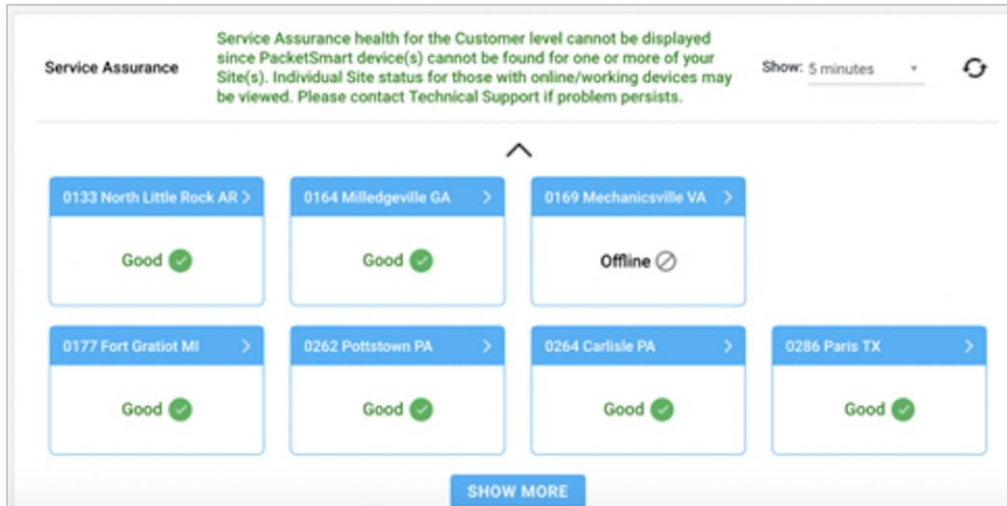 Service Assurance
Service Assurance health for the Customer level cannot be displayed
since PacketSmart device(s) cannot be found for one or more of your
Site(s). Individual Site status for those with online/working devices may
be viewed. Please contact Technical Support if problem persists.
Show: 5 minutes
0133 North Little Rock AR
Good
0164 Milledgeville GA
Good
0169 Mechanicsville VA
Offline
0177 Fort Gratiot MI
Good
0262 Pottstown PA
Good
0264 Carlisle PA
Good
0286 Paris TX
Good
SHOW MORE